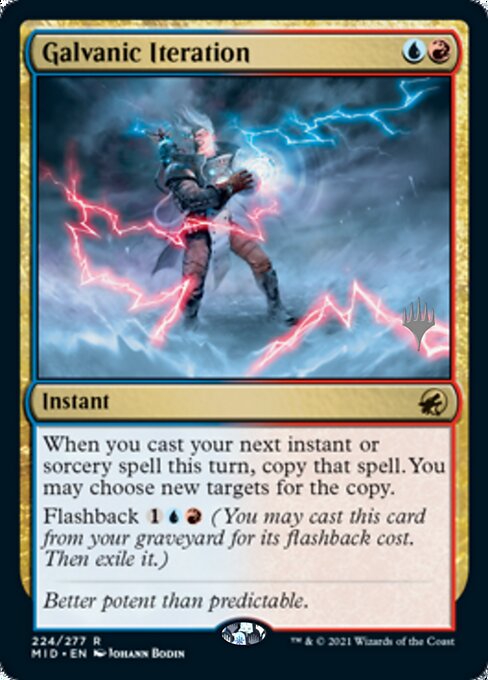 Galvanic Iteration
Instant
When you cast your next instant or
sorcery spell this turn, copy that spell. You
may choose new targets for the copy.
Flashback 1 (You may cast this card
from your graveyard for its flashback cost.
Then exile it.)
Better potent than predictable.
224/277 R
MID • EN Johann Bodin
™ & © 2021 Wizards of the Coast